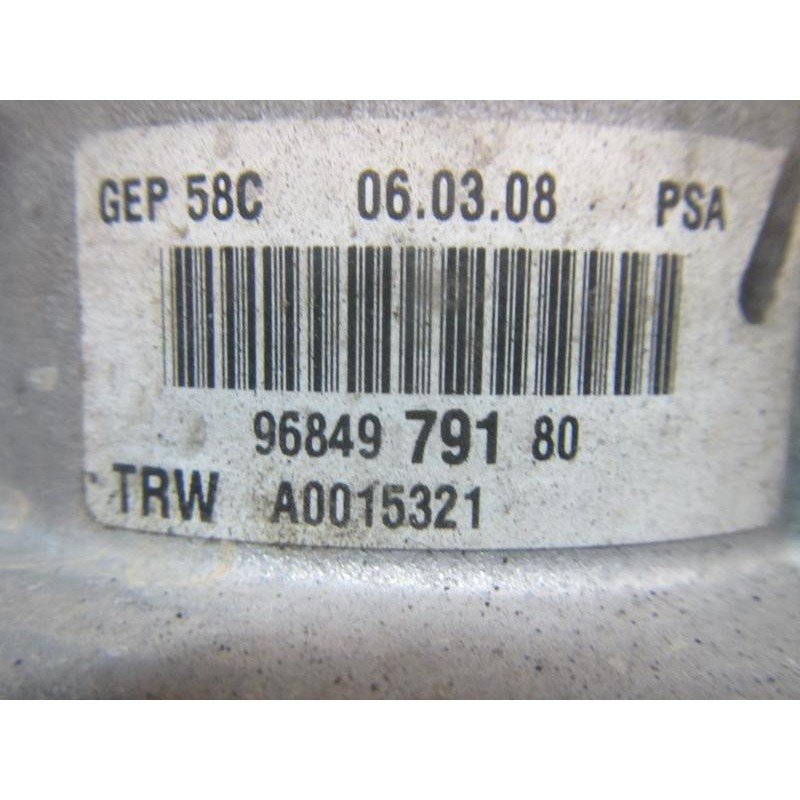 GEP 58C 06.03.08 PSA
96849 791 80
TRW A0015321